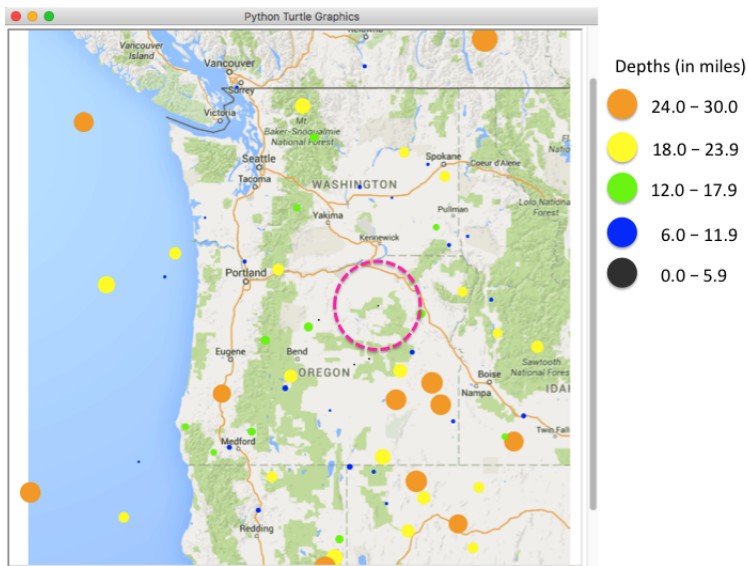 Python Turtle Graphics
Vancouver
Island
Vancouver
Surrey
Victoria
Mt
Baker-Snoqualmie
National Forest
Seattle
Tacoma
Spokane
Coeur d'Alene
WASHINGTON
Lolo National
Forest
Yakima
Pullman
Kennewick
Portland
Eugene
Bend
OREGON
Sawtooth
National Forest
Boise
Nampa
IDAH
Twin Falls
Medford
Redding
Depths (in miles)
24.0 – 30.0
18.0 – 23.9
12.0 – 17.9
6.0 – 11.9
0.0 – 5.9